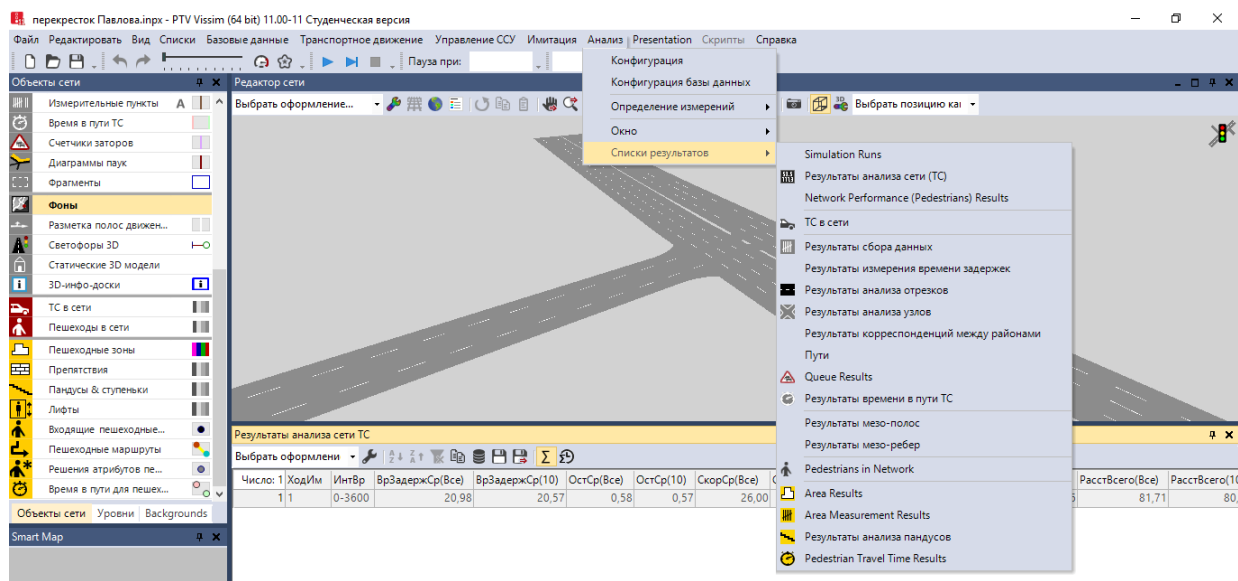 перекресток Павлова.inpx - PTV Vissim (64 bit) 11.00-11 Студенческая версия
Файл Редактировать Вид Списки Базовые данные Транспортное движение Управление ССУ Имитация Анализ Presentation Скрипты Справка
Пауза при:
Объекты сети
Редактор сети
Выбрать оформление...
Выбрать позицию каг
Измерительные пункты А
Время в пути ТС
Счетчики заторов
Диаграммы паук
Фрагменты
Фоны
Разметка полос движен...
Светофоры 3D
Статические 3D модели
3D-инфо-доски
ТС в сети
Пешеходы в сети
Пешеходные зоны
Препятствия
Пандусы & ступеньки
Лифты
Входящие пешеходные...
Пешеходные маршруты
Решения атрибутов пе...
Время в пути для пешех...
Объекты сети Уровни Backgrounds
Smart Map
Конфигурация
Конфигурация базы данных
Определение измерений
Окно
Списки результатов
Simulation Runs
Результаты анализа сети (ТС)
Network Performance (Pedestrians) Results
ТС в сети
Результаты сбора данных
Результаты измерения времени задержек
Результаты анализа отрезков
Результаты анализа узлов
Результаты корреспонденций между районами
Пути
Queue Results
Результаты времени в пути ТС
Результаты мезо-полос
Результаты мезо-ребер
Pedestrians in Network
Area Results
Area Measurement Results
Результаты анализа пандусов
Pedestrian Travel Time Results
Результаты анализа сети ТС
Выбрать оформлени
Число: 1 ХодИм ИнтВр ВрЗадержСр(Все) ВрЗадержСр(10) ОстСр(Все) ОстСр(10) СкорСр(Все) РасстВсего(Все) РасстВсего(10
1 1 0-3600 20,98 20,57 0,58 0,57 26,00 81,71 80,